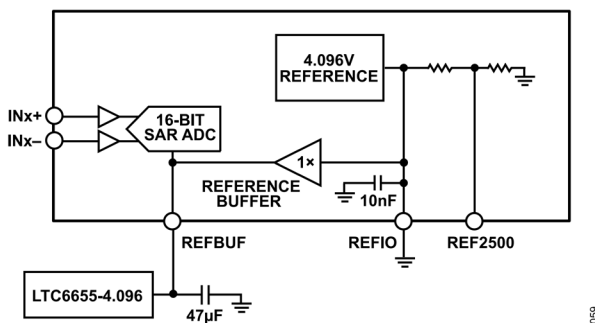 4.096V
REFERENCE
INx+
INx–
16-BIT
SAR ADC
1×
REFERENCE
BUFFER
10nF
REFBUF
REFIO
REF2500
LTC6655-4.096
47µF
059